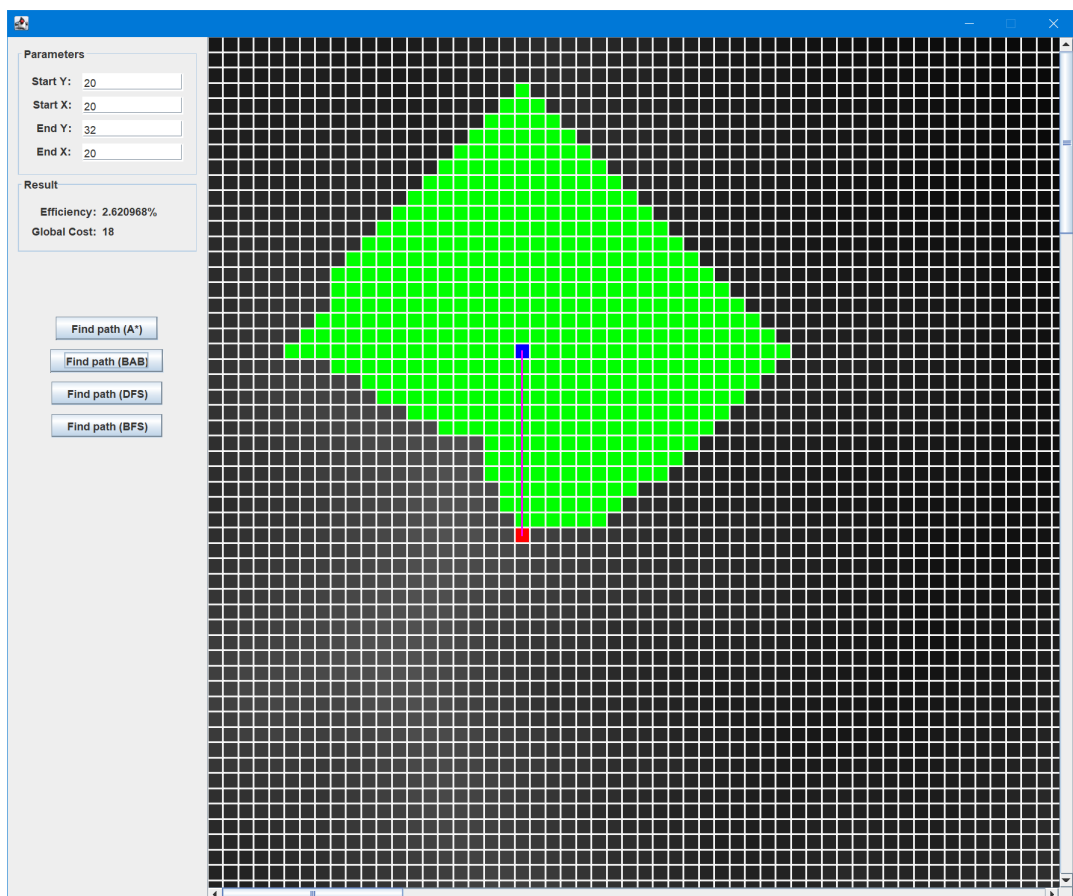 Parameters
Start Y: 20
Start X: 20
End Y: 32
End X: 20
Result
Efficiency: 2.620968%
Global Cost: 18
Find path (A*)
Find path (BAB)
Find path (DFS)
Find path (BFS)